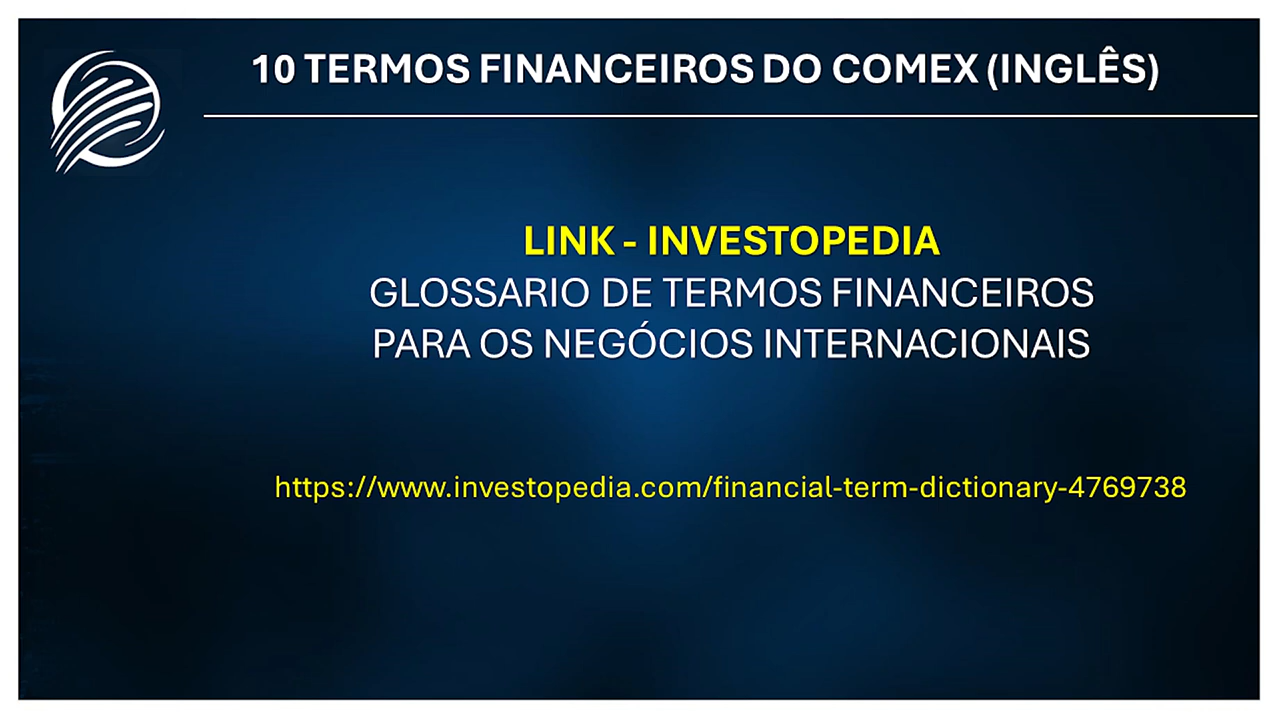 10 TERMOS FINANCEIROS DO COMEX (INGLÊS)
LINK - INVESTOPEDIA
GLOSSARIO DE TERMOS FINANCEIROS
PARA OS NEGÓCIOS INTERNACIONAIS
https://www.investopedia.com/financial-term-dictionary-4769738